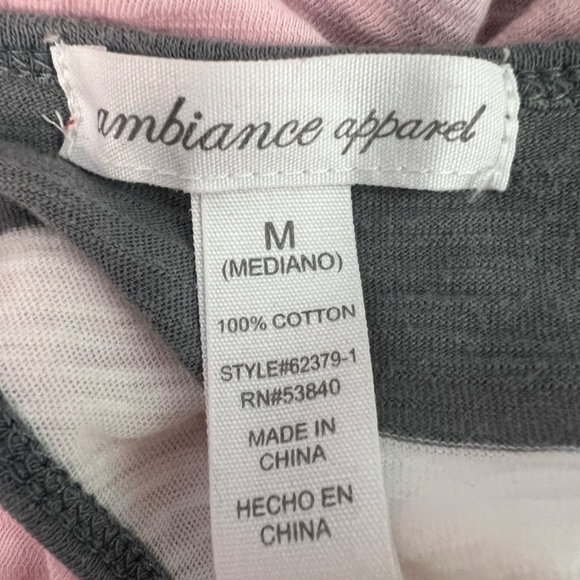 ambiance apparel
M
(MEDIANO)
100% COTTON
STYLE#62379-1
RN#53840
MADE IN
CHINA
HECHO EN
CHINA